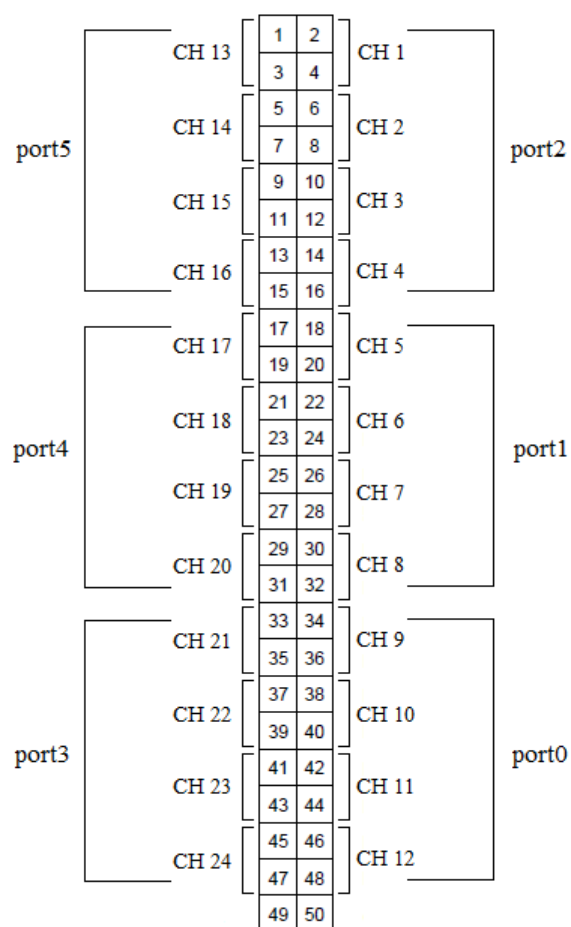 CH 13 1 2 CH 1
3 4
CH 14 5 6 CH 2
port5 7 8 port2
CH 15 9 10 CH 3
11 12
CH 16 13 14 CH 4
15 16
CH 17 17 18 CH 5
19 20
CH 18 21 22 CH 6
port4 23 24 port1
CH 19 25 26 CH 7
27 28
CH 20 29 30 CH 8
31 32
CH 21 33 34 CH 9
35 36
CH 22 37 38 CH 10
39 40
port3 port0
CH 23 41 42 CH 11
43 44
CH 24 45 46 CH 12
47 48
49 50